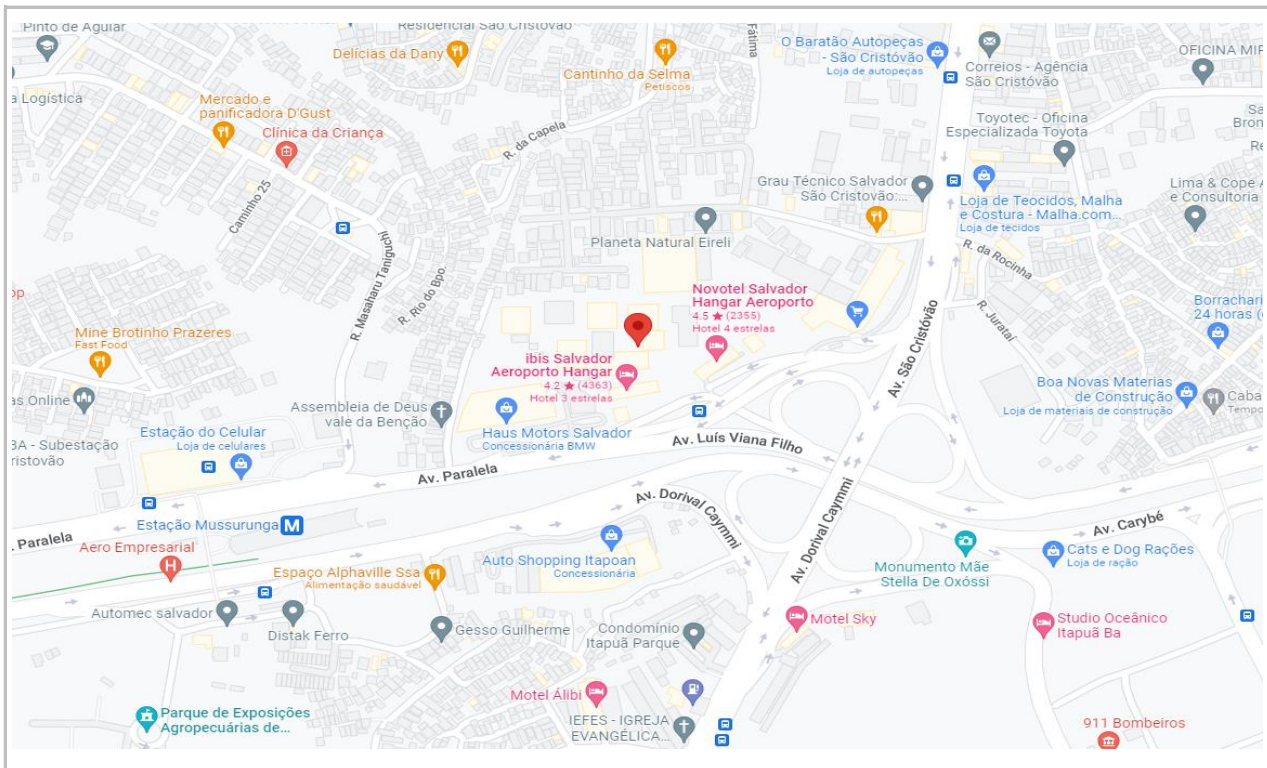 Pinto de Aguiar
Residencial São Cristóvão
Fátima
Delícias da Dany
Cantinho da Selma
Petiscos
O Baratão Autopeças
- São Cristóvão
Loja de autopeças
Correios - Agência
São Cristóvão
OFICINA MIF
a Logística
Mercado e
panificadora D'Gust
Clínica da Criança
R. da Capela
Toyotec - Oficina
Especializada Toyota
Caminho 25
Grau Técnico Salvador
São Cristóvão:...
Loja de Teocidos, Malha
e Costura - Malha.com...
Loja de tecidos
Lima & Cope A
e Consultoria
Planeta Natural Eireli
R. da Rocinha
R. Masaharu Taniguchi
R. Rio do Bpo.
Novotel Salvador
Hangar Aeroporto
4.5 ★ (2355)
Hotel 4 estrelas
R. Jurataí
Borrachari
24 horas (
op
Mine Brotinho Prazeres
Fast Food
ibis Salvador
Aeroporto Hangar
4.2 ★ (4363)
Hotel 3 estrelas
Av. São Cristóvão
Boa Novas Materias
de Construção
Loja de materiais de construção
Caba
Tempo
as Online
Assembleia de Deus
vale da Benção
Haus Motors Salvador
Concessionária BMW
BA - Subestação
ristovão
Estação do Celular
Loja de celulares
Av. Luís Viana Filho
Av. Paralela
Av. Dorival Caymmi
Av. Dorival Caymmi
Av. Carybé
Estação Mussurunga
M
. Paralela
Aero Empresarial
H
Auto Shopping Itapoan
Concessionária
Monumento Mãe
Stella De Oxóssi
Cats e Dog Rações
Loja de ração
Espaço Alphaville Ssa
Alimentação saudável
Automec salvador
Distak Ferro
Gesso Guilherme
Condomínio
Itapuã Parque
Motel Sky
Studio Oceânico
Itapuã Ba
Motel Álibi
Parque de Exposições
Agropecuárias de...
IEFES - IGREJA
EVANGÉLICA...
911 Bombeiros